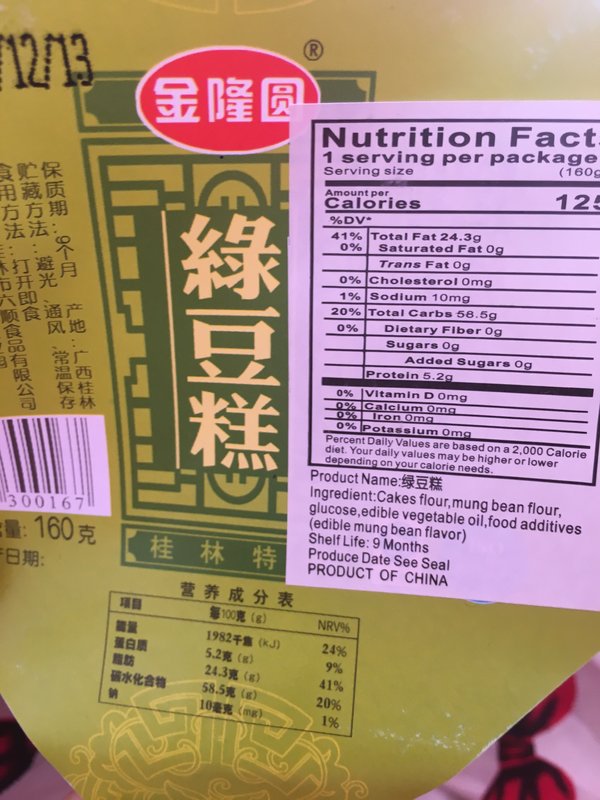 /12/13
金隆圆®
保质期：9个月
贮藏方法：避光、通风、常温保存
打开即食
产地：广西桂林
食用方法：
食品有限公司
綠豆糕
300167
量: 160克
日期:
桂林特
营养成分表
項目 每100克 (g) NRV%
能量 1982千焦 (kJ) 24%
蛋白质 5.2克 (g) 9%
脂肪 24.3克 (g) 41%
碳水化合物 58.5克 (g) 20%
钠 10毫克 (mg) 1%
Nutrition Fact
1 serving per package
Serving size (160g
Amount per
Calories 125
%DV*
41% Total Fat 24.3g
0% Saturated Fat 0g
Trans Fat 0g
0% Cholesterol 0mg
1% Sodium 10mg
20% Total Carbs 58.5g
0% Dietary Fiber 0g
Sugars 0g
Added Sugars 0g
Protein 5.2g
0% Vitamin D 0mg
0% Calcium 0mg
0% Iron 0mg
0% Potassium 0mg
Percent Daily Values are based on a 2,000 Calorie
diet. Your daily values may be higher or lower
depending on your calorie needs.
Product Name:绿豆糕
Ingredient:Cakes flour,mung bean flour,
glucose,edible vegetable oil,food additives
(edible mung bean flavor)
Shelf Life: 9 Months
Produce Date See Seal
PRODUCT OF CHINA